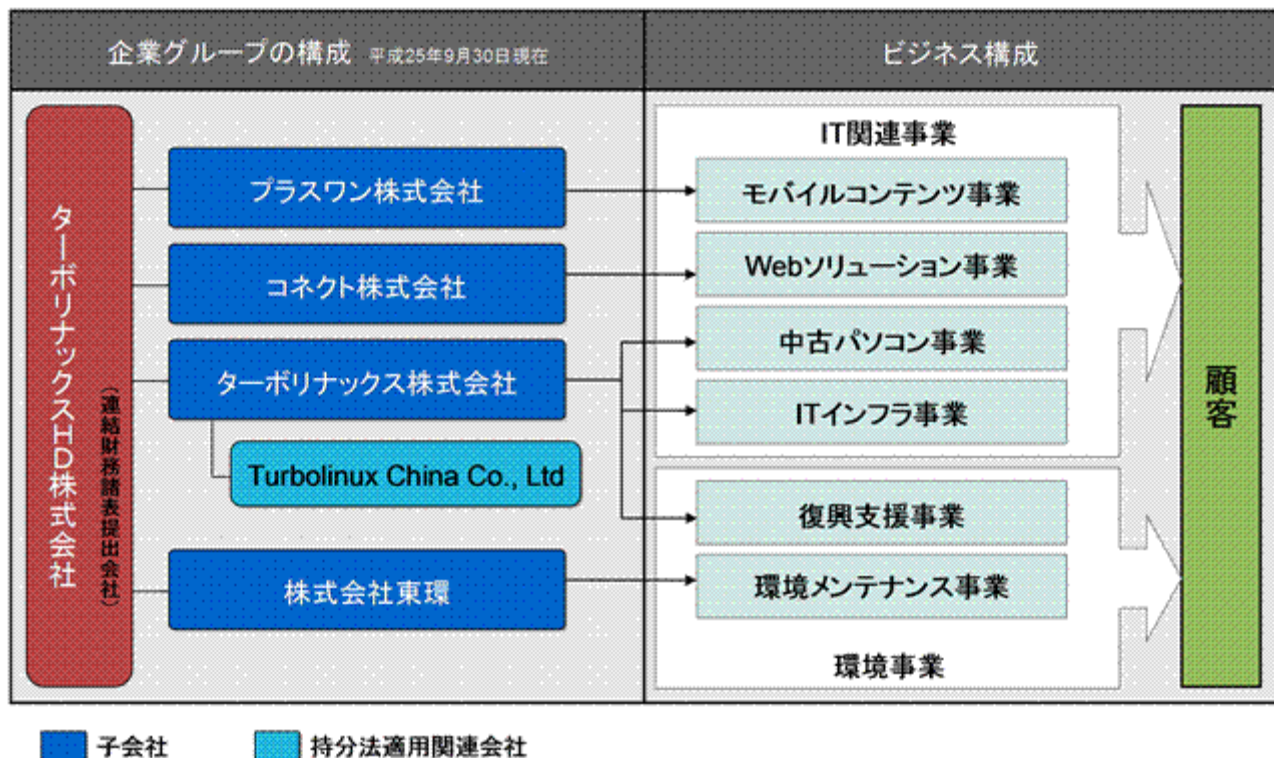 企業グループの構成 平成25年9月30日現在
ビジネス構成
ターボリナックスHD株式会社
（連結財務諸表提出会社）
プラスワン株式会社
コネクト株式会社
ターボリナックス株式会社
Turbolinux China Co., Ltd
株式会社東環
IT関連事業
モバイルコンテンツ事業
Webソリューション事業
中古パソコン事業
ITインフラ事業
復興支援事業
環境メンテナンス事業
環境事業
顧客
子会社
持分法適用関連会社